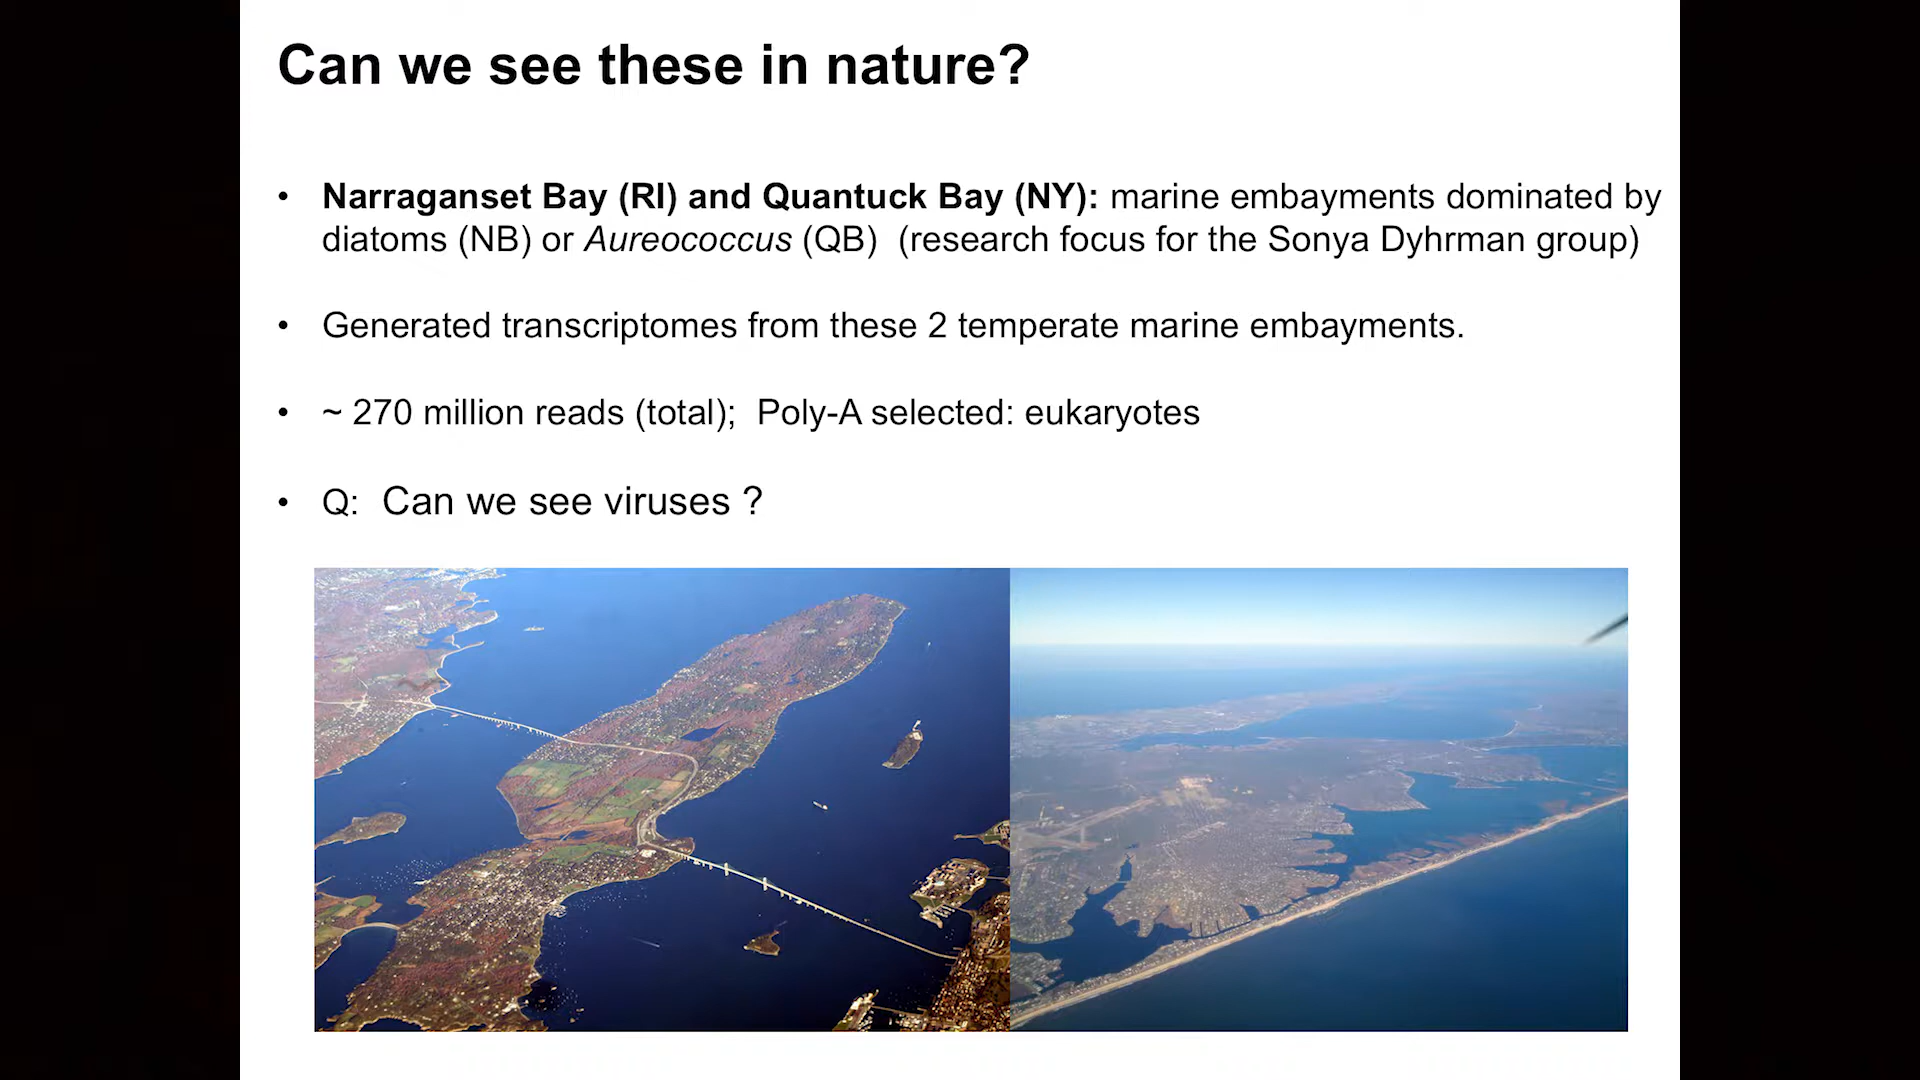 Can we see these in nature?
• Narraganset Bay (RI) and Quantuck Bay (NY): marine embayments dominated by
diatoms (NB) or Aureococcus (QB) (research focus for the Sonya Dyhrman group)
• Generated transcriptomes from these 2 temperate marine embayments.
• ~ 270 million reads (total); Poly-A selected: eukaryotes
• Q: Can we see viruses ?